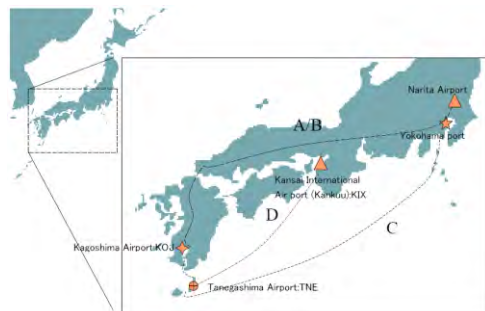 Narita Airport
A/B
Yokohama port
Kansai International
Air port (Kankuu):KIX
D
C
Kagoshima Airport:KOJ
Tanegashima Airport:TNE